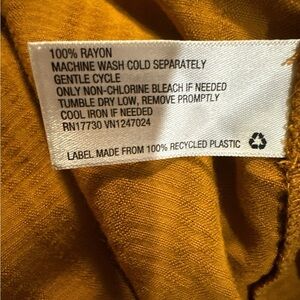 100% RAYON
MACHINE WASH COLD SEPARATELY
GENTLE CYCLE
ONLY NON-CHLORINE BLEACH IF NEEDED
TUMBLE DRY LOW, REMOVE PROMPTLY
COOL IRON IF NEEDED
RN17730 VN1247024
LABEL MADE FROM 100% RECYCLED PLASTIC